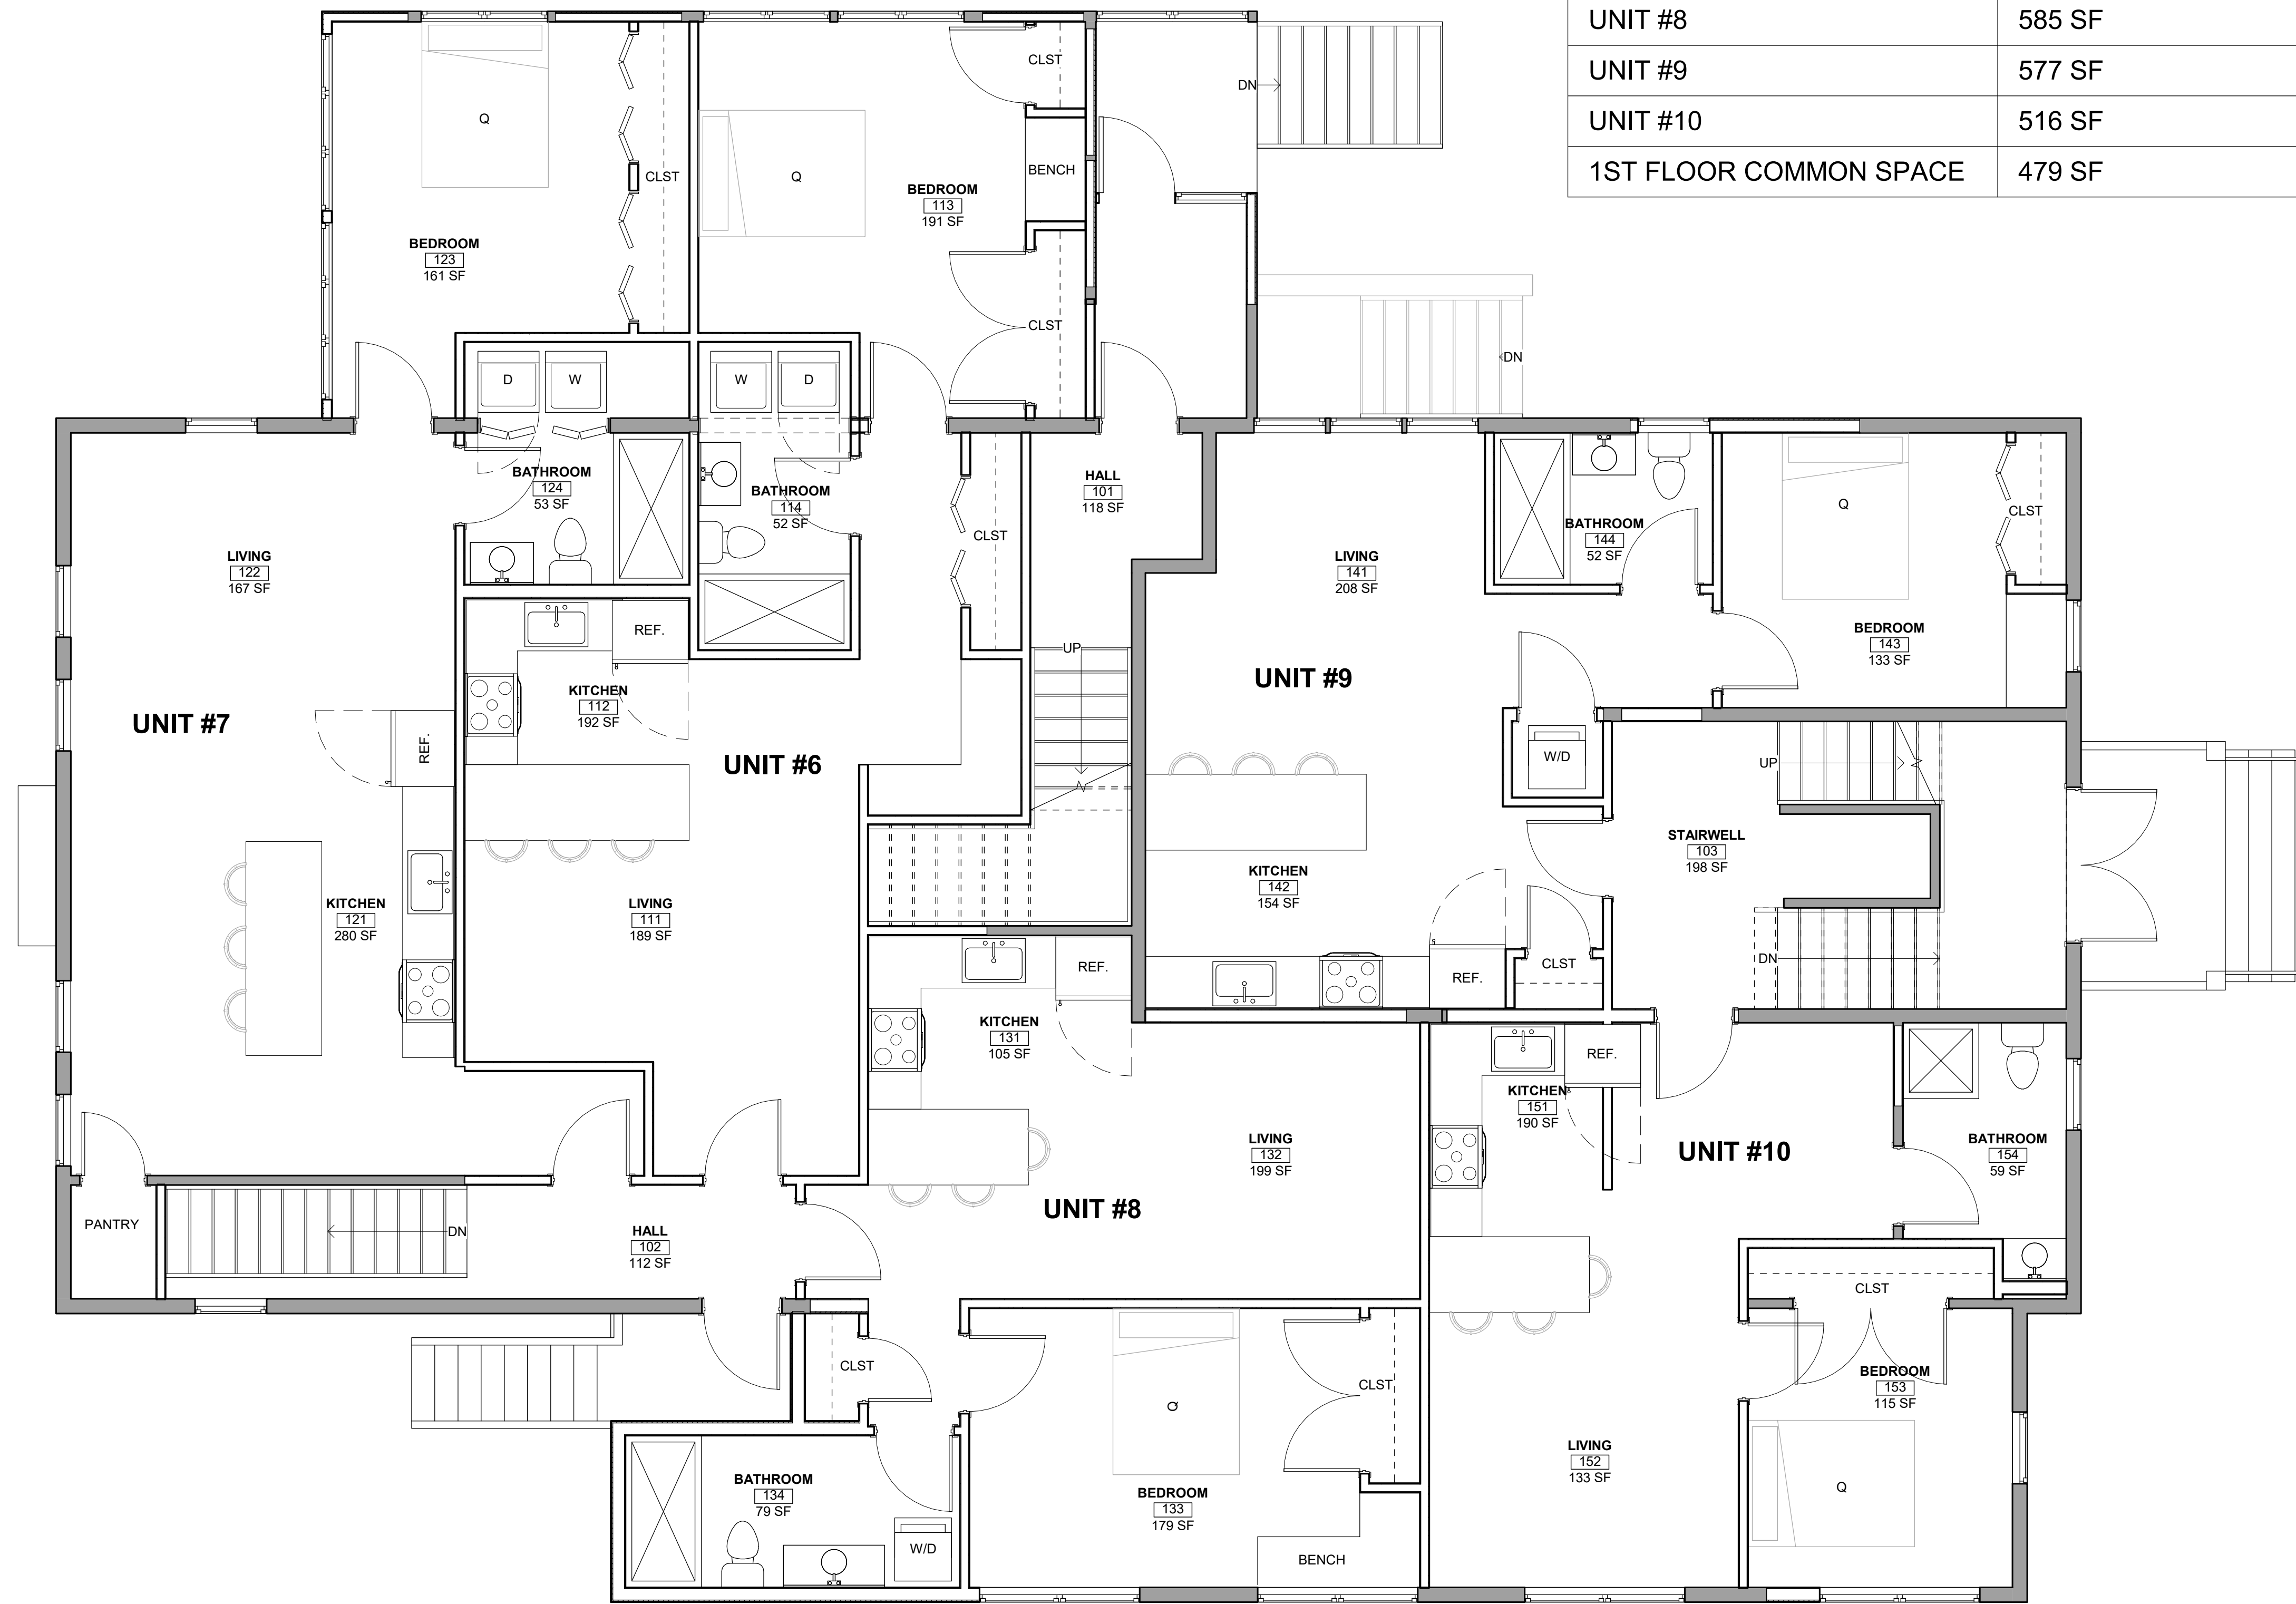 UNIT #8 585 SF
UNIT #9 577 SF
UNIT #10 516 SF
1ST FLOOR COMMON SPACE 479 SF
Q
BEDROOM
123
161 SF
CLST
Q
BEDROOM
113
191 SF
CLST
BENCH
CLST
DN
DN
D
W
BATHROOM
124
53 SF
W
D
BATHROOM
114
52 SF
CLST
HALL
101
118 SF
UP
LIVING
122
167 SF
UNIT #7
REF.
KITCHEN
121
280 SF
PANTRY
REF.
KITCHEN
112
192 SF
UNIT #6
LIVING
111
189 SF
LIVING
141
208 SF
UNIT #9
BATHROOM
144
52 SF
Q
CLST
BEDROOM
143
133 SF
W/D
KITCHEN
142
154 SF
REF.
CLST
UP
STAIRWELL
103
198 SF
DN
DN
HALL
102
112 SF
REF.
KITCHEN
131
105 SF
LIVING
132
199 SF
UNIT #8
CLST
BATHROOM
134
79 SF
W/D
Q
CLST
BEDROOM
133
179 SF
BENCH
REF.
KITCHEN
151
190 SF
UNIT #10
BATHROOM
154
59 SF
CLST
BEDROOM
153
115 SF
Q
LIVING
152
133 SF